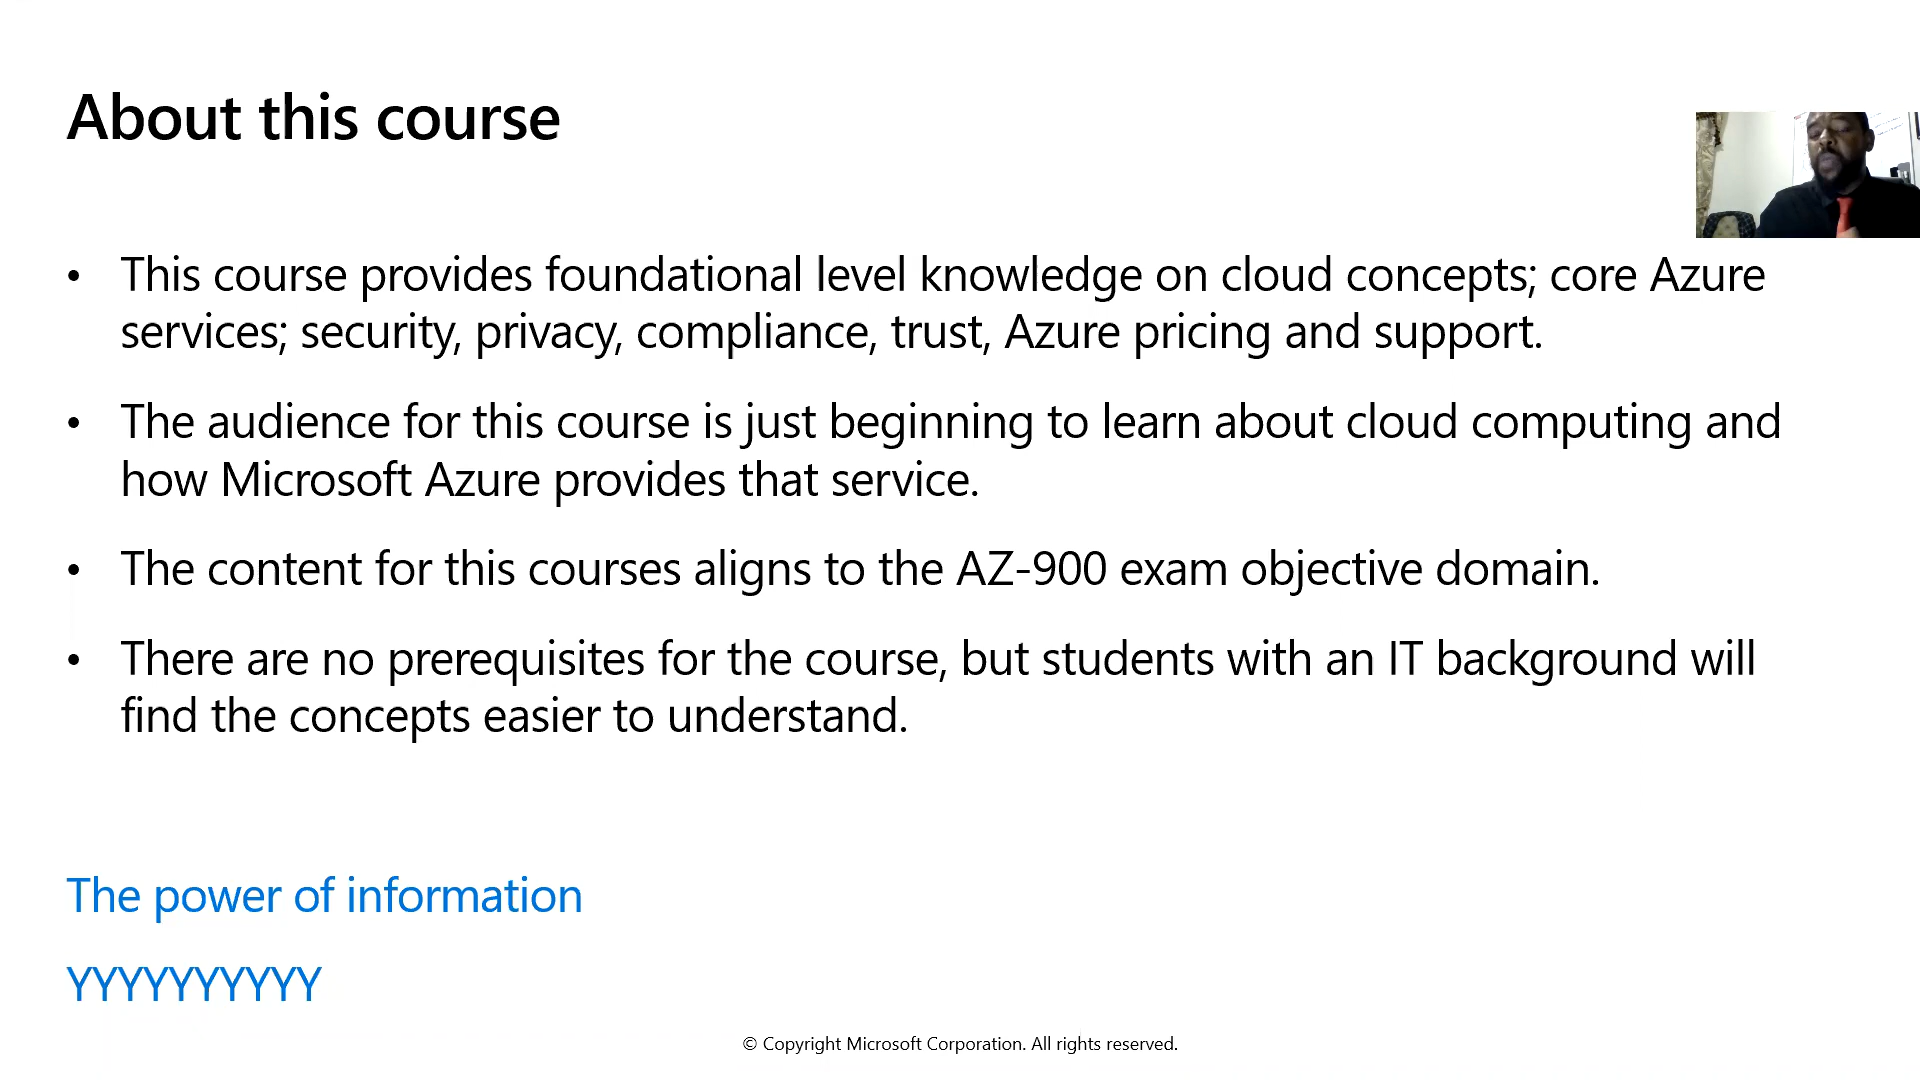 About this course
• This course provides foundational level knowledge on cloud concepts; core Azure
services; security, privacy, compliance, trust, Azure pricing and support.
• The audience for this course is just beginning to learn about cloud computing and
how Microsoft Azure provides that service.
• The content for this courses aligns to the AZ-900 exam objective domain.
• There are no prerequisites for the course, but students with an IT background will
find the concepts easier to understand.
The power of information
YYYYYYYYYY
© Copyright Microsoft Corporation. All rights reserved.